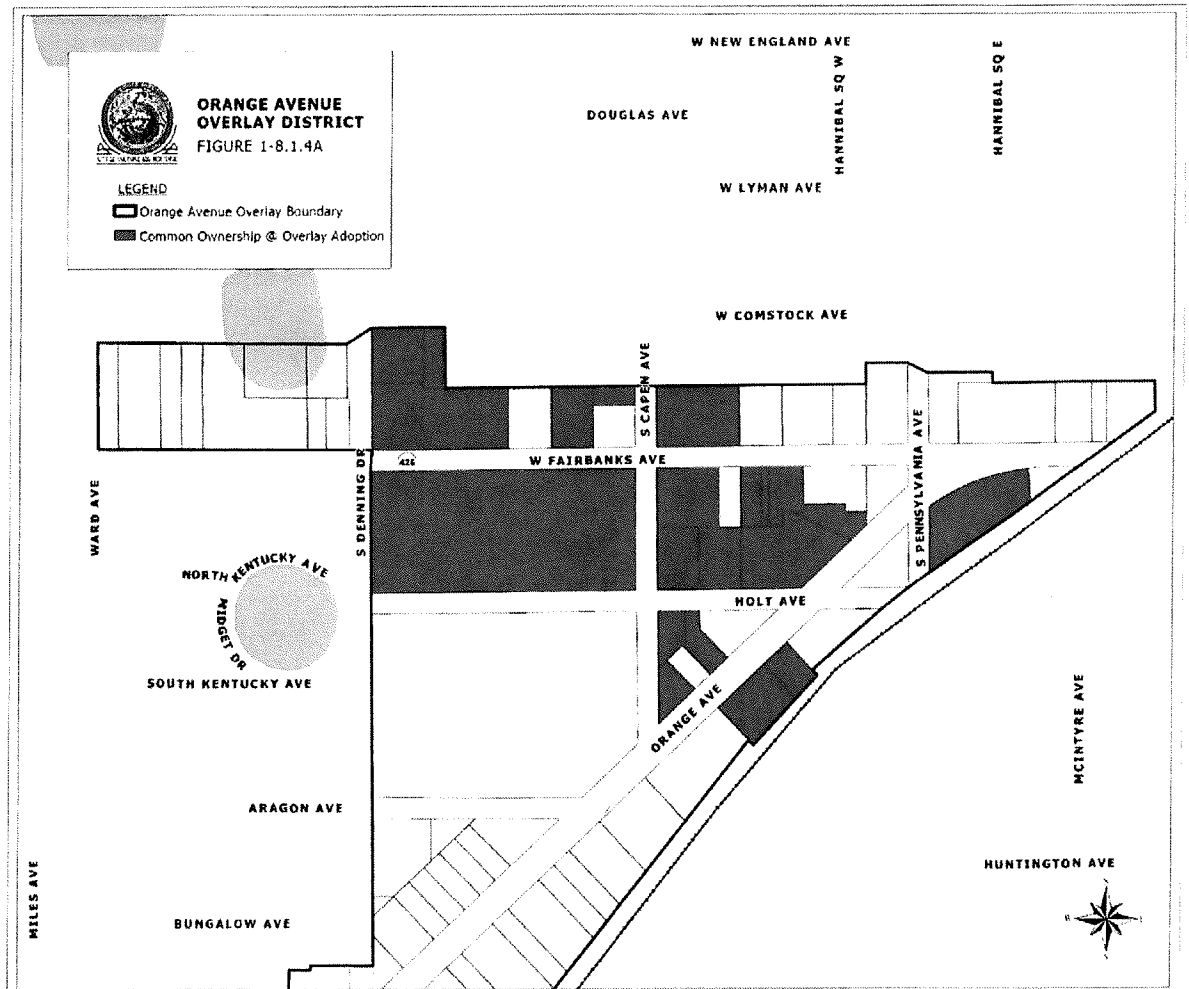 W NEW ENGLAND AVE
HANNIBAL SQ W
HANNIBAL SQ E
ORANGE AVENUE
OVERLAY DISTRICT
FIGURE 1-8.1.4A
LEGEND
Orange Avenue Overlay Boundary
Common Ownership @ Overlay Adoption
DOUGLAS AVE
W LYMAN AVE
W COMSTOCK AVE
S CAPEN AVE
W FAIRBANKS AVE
426
S DENNING DR
S PENNSYLVANIA AVE
WARD AVE
NORTH KENTUCKY AVE
MIDGET DR
SOUTH KENTUCKY AVE
HOLT AVE
ORANGE AVE
MCINTYRE AVE
ARAGON AVE
HUNTINGTON AVE
MILES AVE
BUNGALOW AVE